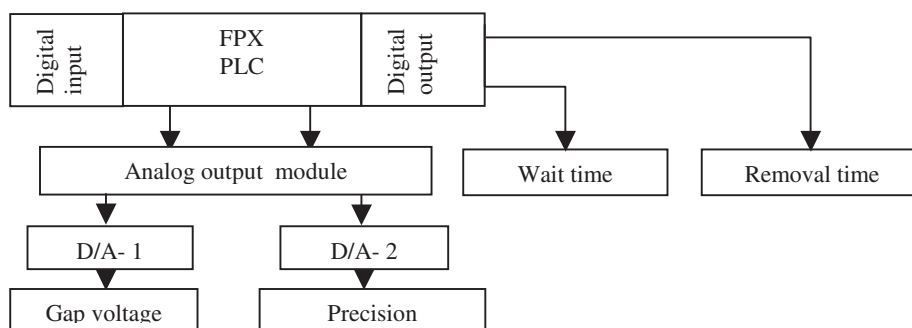 Digital
input
FPX
PLC
Digital
output
Analog output module
Wait time
Removal time
D/A- 1
D/A- 2
Gap voltage
Precision